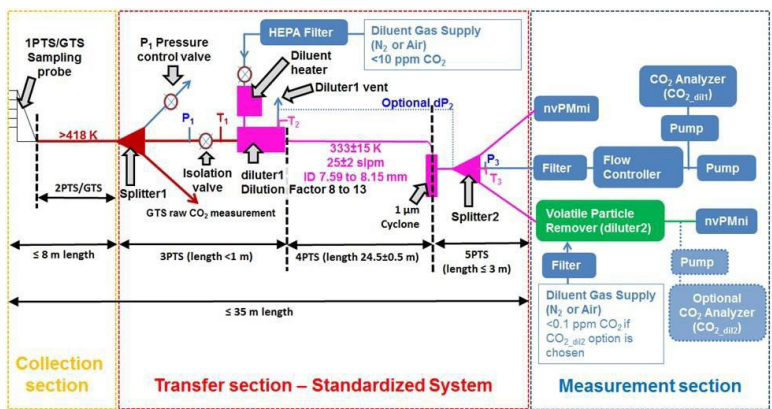 1PTS/GTS
Sampling
probe
P1 Pressure
control valve
HEPA Filter
Diluent Gas Supply
(N2 or Air)
<10 ppm CO2
Diluent
heater
Diluter1 vent
Optional dP2
>418 K
P1
T1
T2
Isolation
valve
diluter1
Dilution Factor 8 to 13
333±15 K
25±2 slpm
ID 7.59 to 8.15 mm
2PTS/GTS
Splitter1
GTS raw CO2 measurement
1 µm
Cyclone
Splitter2
P3
T3
nvPMmi
CO2 Analyzer
(CO2_dil1)
Pump
Filter
Flow
Controller
Pump
Volatile Particle
Remover (diluter2)
nvPMni
Filter
Pump
Diluent Gas Supply
(N2 or Air)
<0.1 ppm CO2 if
CO2_dil2 option is
chosen
Optional
CO2 Analyzer
(CO2_dil2)
≤ 8 m length
3PTS (length <1 m)
4PTS (length 24.5±0.5 m)
5PTS
(length ≤ 3 m)
≤ 35 m length
Collection
section
Transfer section – Standardized System
Measurement section